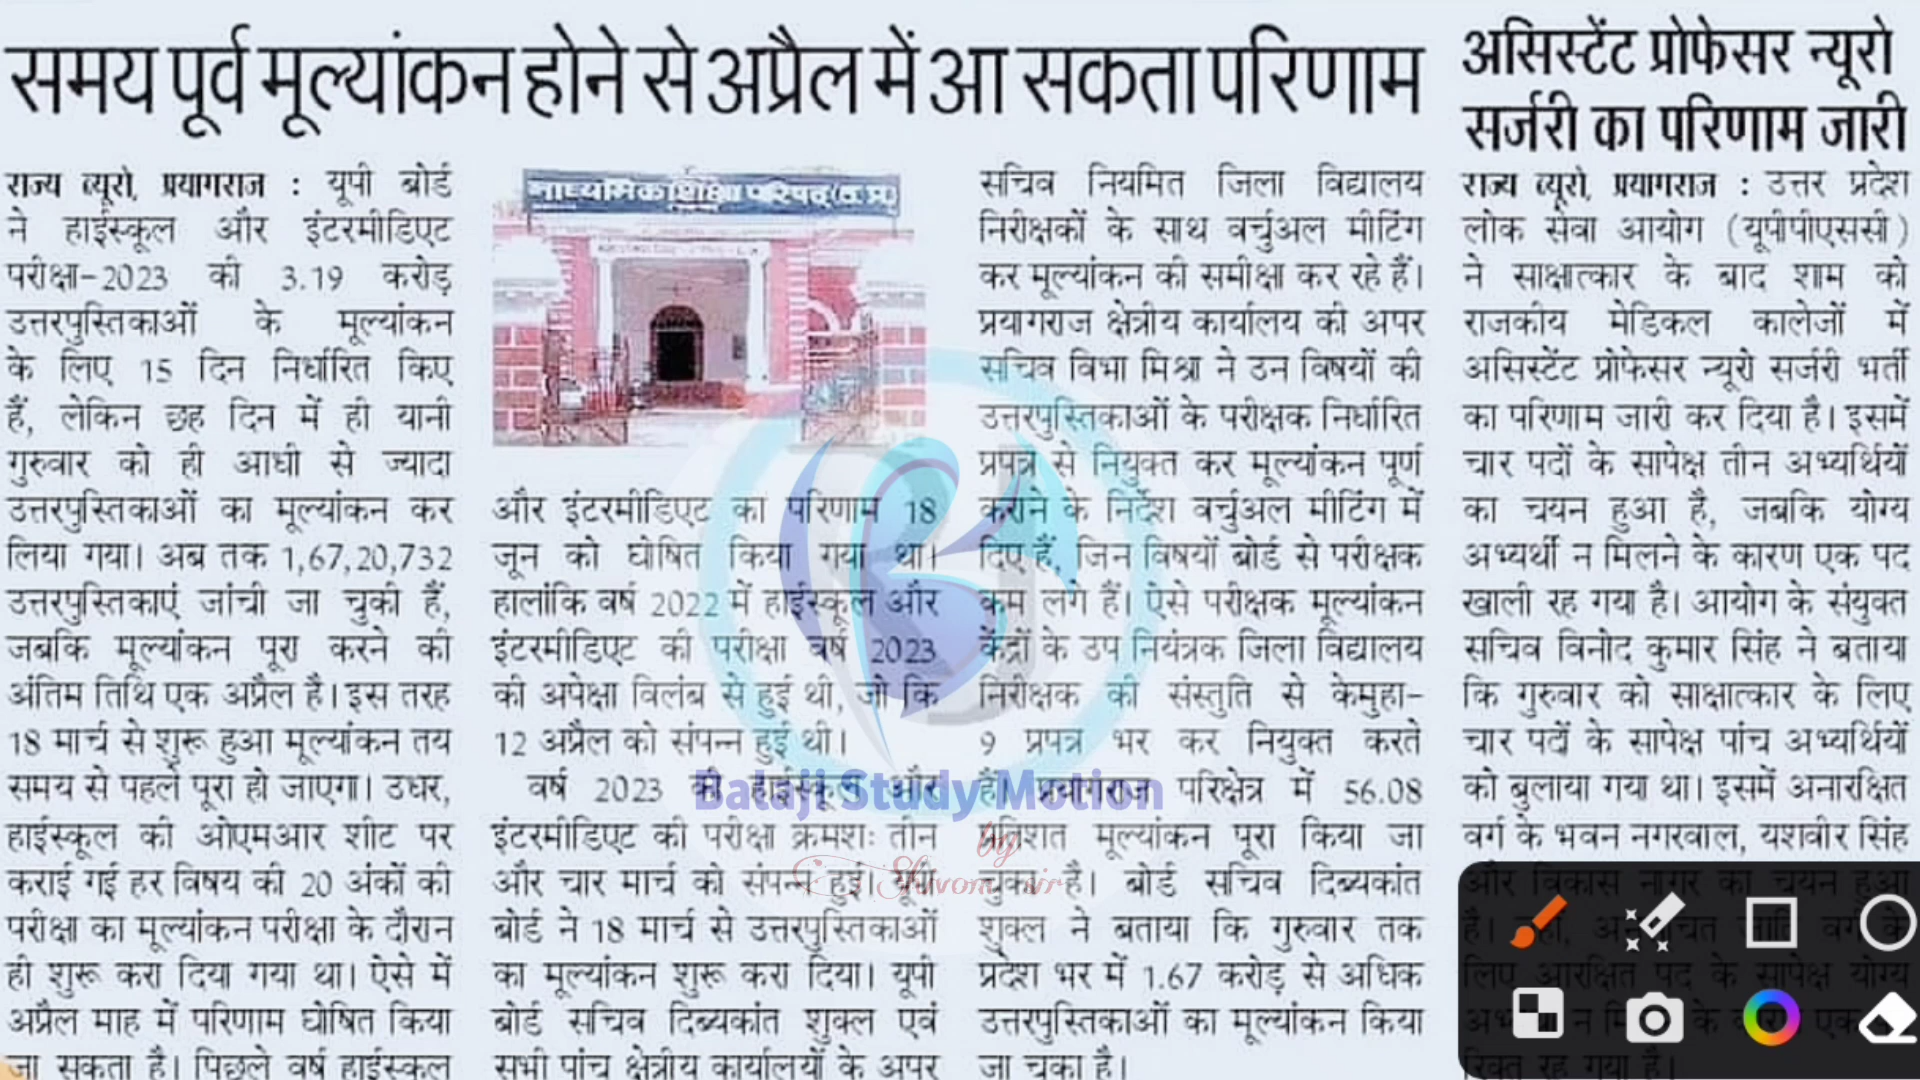 समय पूर्व मूल्यांकन होने से अप्रैल में आ सकता परिणाम
राज्य ब्यूरो, प्रयागराज : यूपी बोर्ड
ने हाईस्कूल और इंटरमीडिएट
परीक्षा-2023 की 3.19 करोड़
उत्तरपुस्तिकाओं के मूल्यांकन
के लिए 15 दिन निर्धारित किए
हैं, लेकिन छह दिन में ही यानी
गुरुवार को ही आधी से ज्यादा
उत्तरपुस्तिकाओं का मूल्यांकन कर
लिया गया। अब तक 1,67,20,732
उत्तरपुस्तिकाएं जांची जा चुकी हैं,
जबकि मूल्यांकन पूरा करने की
अंतिम तिथि एक अप्रैल है। इस तरह
18 मार्च से शुरू हुआ मूल्यांकन तय
समय से पहले पूरा हो जाएगा। उधर,
हाईस्कूल की ओएमआर शीट पर
कराई गई हर विषय की 20 अंकों की
परीक्षा का मूल्यांकन परीक्षा के दौरान
ही शुरू करा दिया गया था। ऐसे में
अप्रैल माह में परिणाम घोषित किया
जा सकता है। पिछले वर्ष हाईस्कूल
माध्यमिक शिक्षा परिषद् (उ.प्र.)
और इंटरमीडिएट का परिणाम 18
जून को घोषित किया गया था।
हालांकि वर्ष 2022 में हाईस्कूल और
इंटरमीडिएट की परीक्षा वर्ष 2023
की अपेक्षा विलंब से हुई थी, जो कि
12 अप्रैल को संपन्न हुई थी।
वर्ष 2023 की हाईस्कूल और
इंटरमीडिएट की परीक्षा क्रमशः तीन
और चार मार्च को संपन्न हुई। यूपी
बोर्ड ने 18 मार्च से उत्तरपुस्तिकाओं
का मूल्यांकन शुरू करा दिया। यूपी
बोर्ड सचिव दिब्यकांत शुक्ल एवं
सभी पांच क्षेत्रीय कार्यालयों के अपर
सचिव नियमित जिला विद्यालय
निरीक्षकों के साथ वर्चुअल मीटिंग
कर मूल्यांकन की समीक्षा कर रहे हैं।
प्रयागराज क्षेत्रीय कार्यालय की अपर
सचिव विभा मिश्रा ने उन विषयों की
उत्तरपुस्तिकाओं के परीक्षक निर्धारित
प्रपत्र से नियुक्त कर मूल्यांकन पूर्ण
कराने के निर्देश वर्चुअल मीटिंग में
दिए हैं, जिन विषयों बोर्ड से परीक्षक
कम लगे हैं। ऐसे परीक्षक मूल्यांकन
केंद्रों के उप नियंत्रक जिला विद्यालय
निरीक्षक की संस्तुति से केमुहा-
9 प्रपत्र भर कर नियुक्त करते
हैं। प्रयागराज परिक्षेत्र में 56.08
प्रतिशत मूल्यांकन पूरा किया जा
चुका है। बोर्ड सचिव दिब्यकांत
शुक्ल ने बताया कि गुरुवार तक
प्रदेश भर में 1.67 करोड़ से अधिक
उत्तरपुस्तिकाओं का मूल्यांकन किया
जा चुका है।
असिस्टेंट प्रोफेसर न्यूरो
सर्जरी का परिणाम जारी
राज्य ब्यूरो, प्रयागराज : उत्तर प्रदेश
लोक सेवा आयोग (यूपीपीएससी)
ने साक्षात्कार के बाद शाम को
राजकीय मेडिकल कालेजों में
असिस्टेंट प्रोफेसर न्यूरो सर्जरी भर्ती
का परिणाम जारी कर दिया है। इसमें
चार पदों के सापेक्ष तीन अभ्यर्थियों
का चयन हुआ है, जबकि योग्य
अभ्यर्थी न मिलने के कारण एक पद
खाली रह गया है। आयोग के संयुक्त
सचिव विनोद कुमार सिंह ने बताया
कि गुरुवार को साक्षात्कार के लिए
चार पदों के सापेक्ष पांच अभ्यर्थियों
को बुलाया गया था। इसमें अनारक्षित
वर्ग के भवन नगरवाल, यशवीर सिंह
और विकास नागर का चयन हुआ
है। वर्ग के
लिए आरक्षित पद के सापेक्ष योग्य
न के एक
रिक्त रह गया है।
Balaji Study Motion
by
Shivom sir